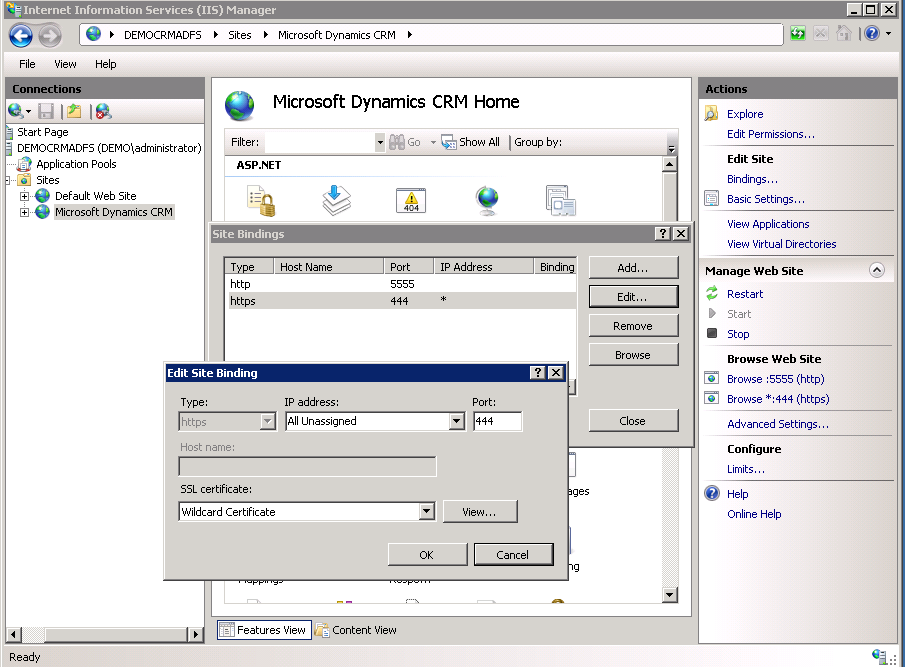 Internet Information Services (IIS) Manager
DEMOCRMADFS Sites Microsoft Dynamics CRM
File View Help
Connections
Start Page
DEMOCRMADFS (DEMO\administrator)
Application Pools
Sites
Default Web Site
Microsoft Dynamics CRM
Microsoft Dynamics CRM Home
Filter: Go Show All Group by:
ASP.NET
404
Site Bindings
Type Host Name Port IP Address Binding
http 5555
https 444 *
Add...
Edit...
Remove
Browse
Close
Edit Site Binding
Type: IP address: Port:
https All Unassigned 444
Host name:
SSL certificate:
Wildcard Certificate View...
OK Cancel
Features View Content View
Actions
Explore
Edit Permissions...
Edit Site
Bindings...
Basic Settings...
View Applications
View Virtual Directories
Manage Web Site
Restart
Start
Stop
Browse Web Site
Browse :5555 (http)
Browse *:444 (https)
Advanced Settings...
Configure
Limits...
Help
Online Help
Ready